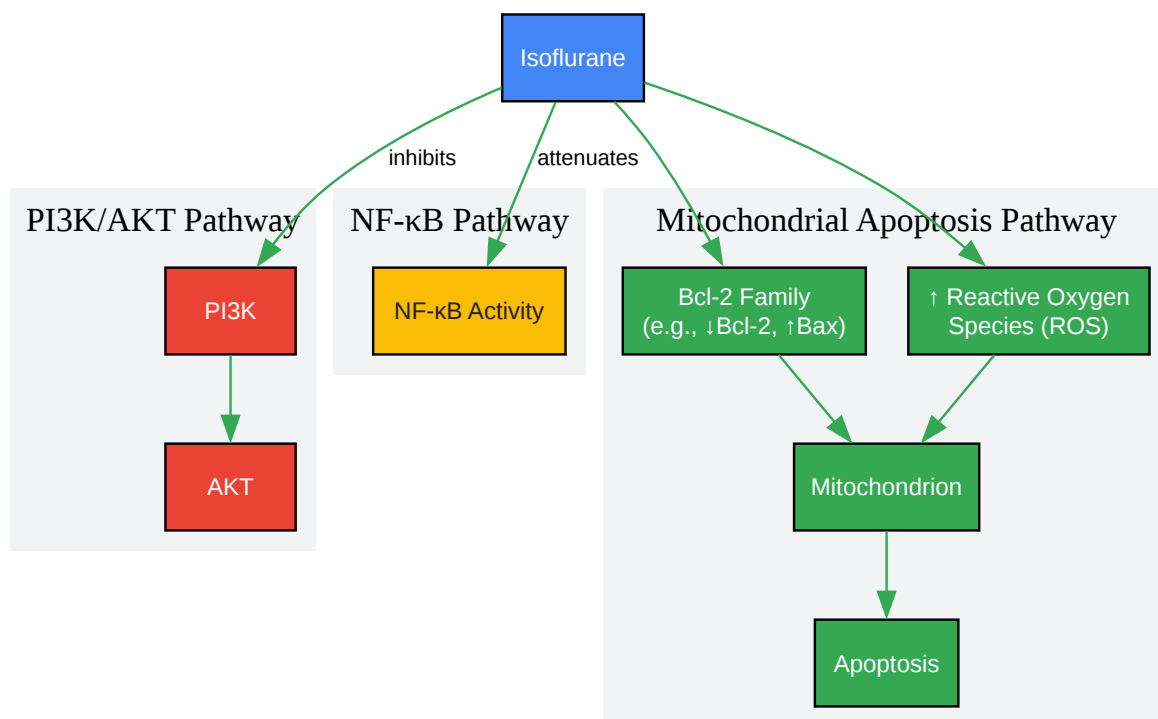 Isoflurane
inhibits
attenuates
PI3K/AKT Pathway
NF-κB Pathway
Mitochondrial Apoptosis Pathway
PI3K
NF-κB Activity
Bcl-2 Family
(e.g., ↓Bcl-2, ↑Bax)
↑ Reactive Oxygen
Species (ROS)
AKT
Mitochondrion
Apoptosis